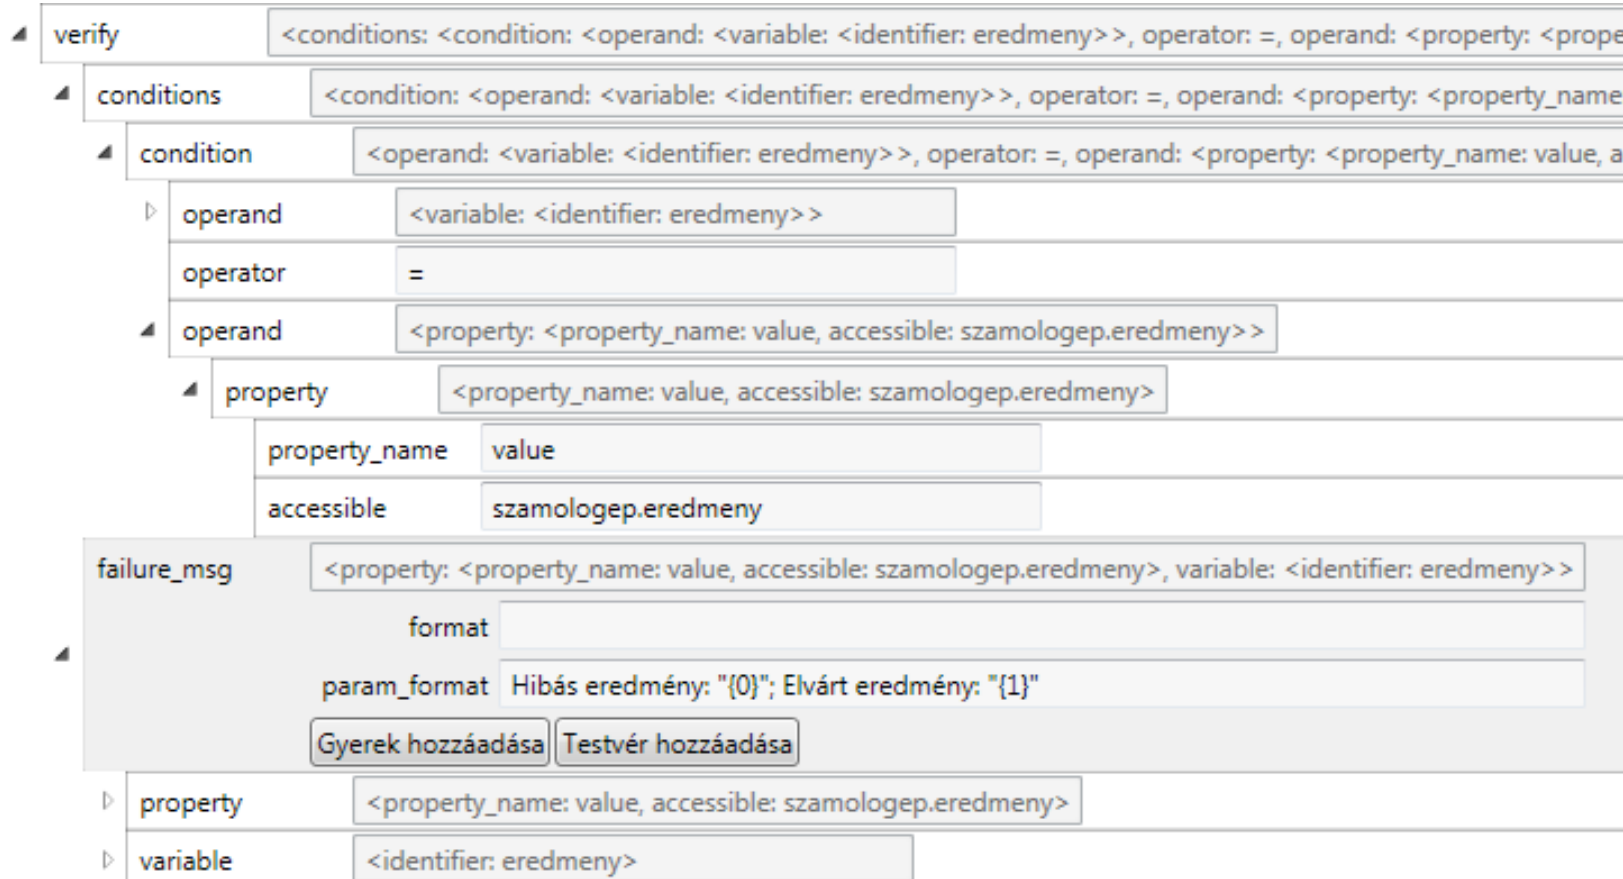 verify <conditions: <condition: <operand: <variable: <identifier: eredmeny>>, operator: =, operand: <property: <prope
conditions <condition: <operand: <variable: <identifier: eredmeny>>, operator: =, operand: <property: <property_name
condition <operand: <variable: <identifier: eredmeny>>, operator: =, operand: <property: <property_name: value, a
operand <variable: <identifier: eredmeny>>
operator =
operand <property: <property_name: value, accessible: szamologep.eredmeny>>
property <property_name: value, accessible: szamologep.eredmeny>
property_name value
accessible szamologep.eredmeny
failure_msg <property: <property_name: value, accessible: szamologep.eredmeny>, variable: <identifier: eredmeny>>
format
param_format Hibás eredmény: "{0}"; Elvárt eredmény: "{1}"
Gyerek hozzáadása Testvér hozzáadása
property <property_name: value, accessible: szamologep.eredmeny>
variable <identifier: eredmeny>